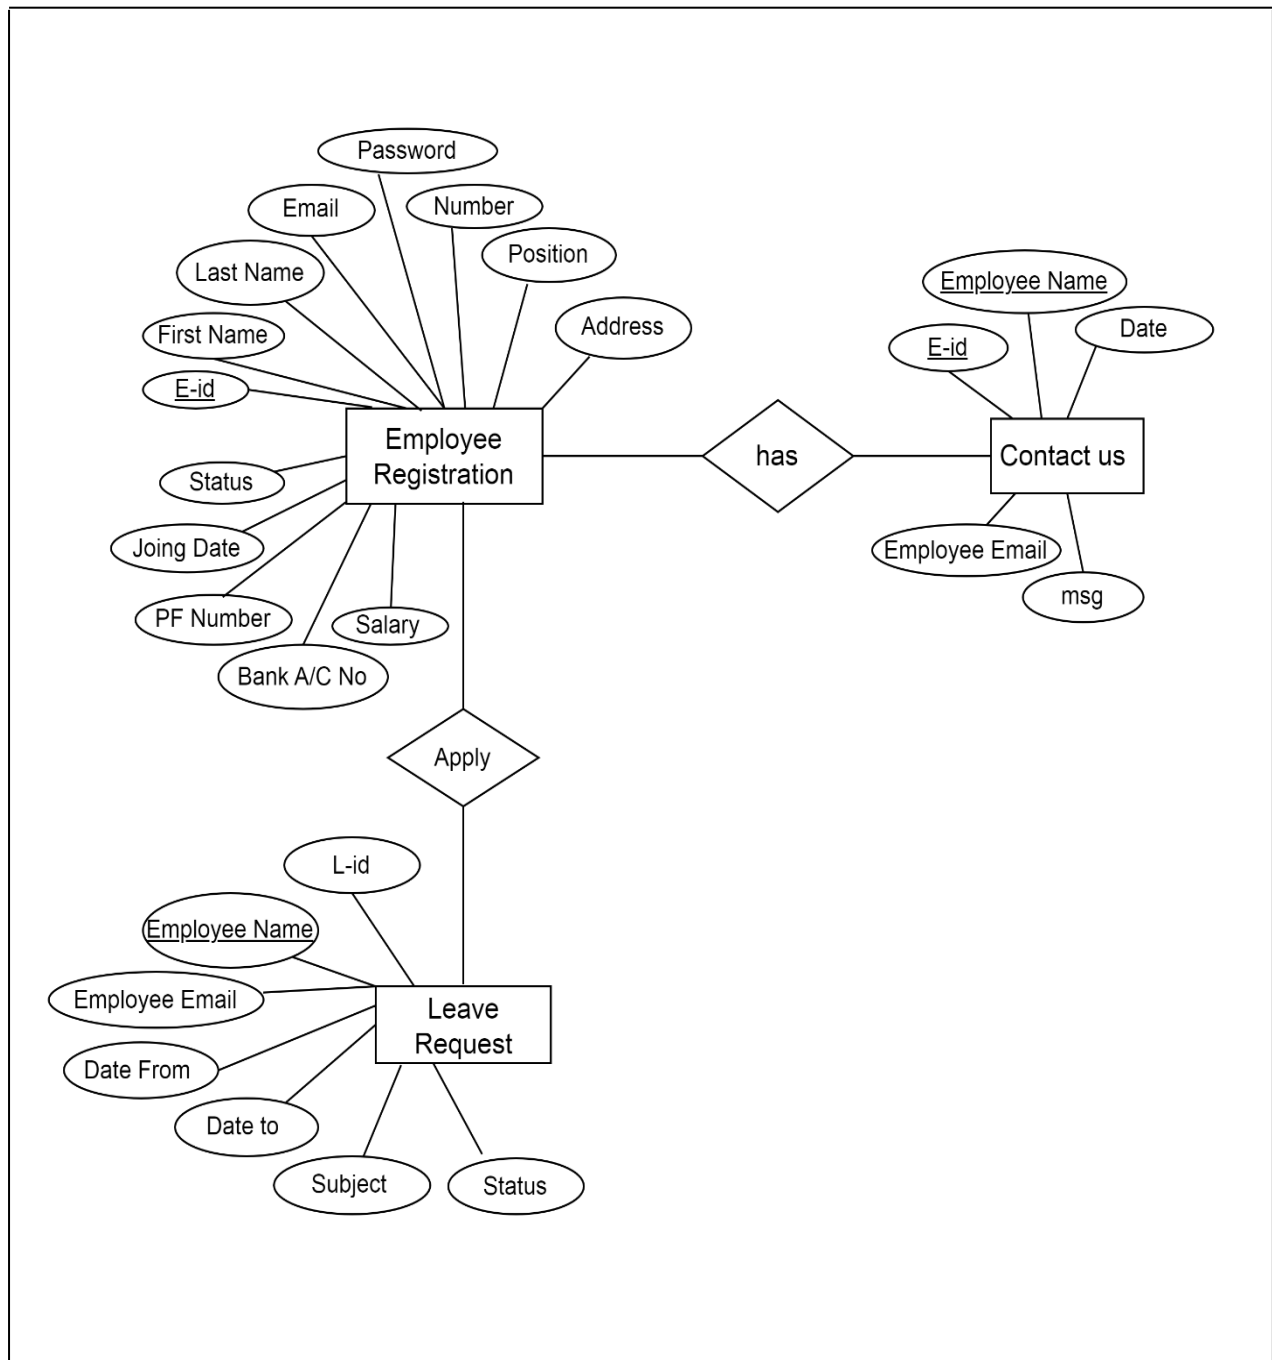 Password
Email
Number
Position
Last Name
Address
First Name
E-id
Employee
Registration
Status
Joing Date
PF Number
Salary
Bank A/C No
has
Employee Name
E-id
Date
Contact us
Employee Email
msg
Apply
L-id
Employee Name
Employee Email
Leave
Request
Date From
Date to
Subject
Status